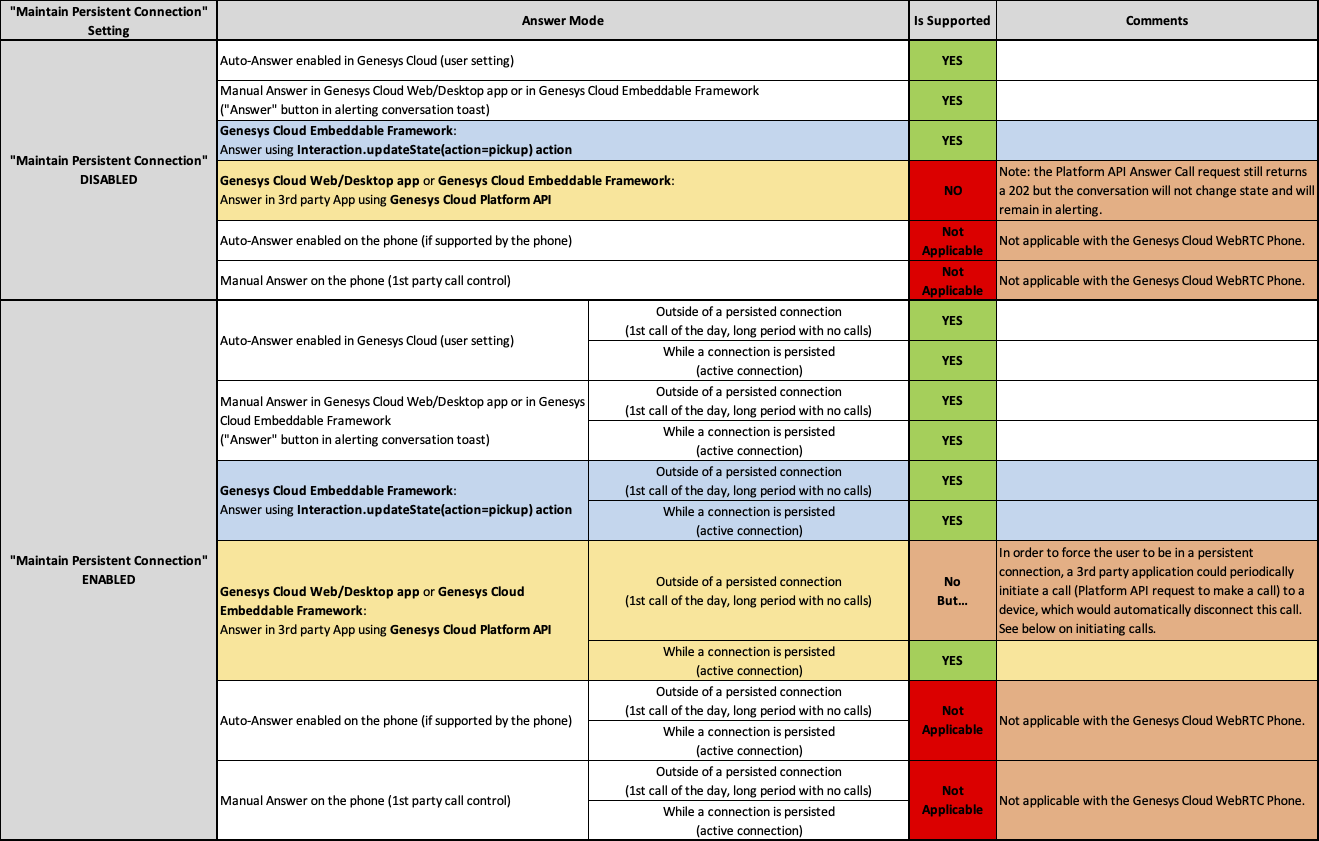 "Maintain Persistent Connection"
Setting
Answer Mode
Is Supported
Comments
"Maintain Persistent Connection"
DISABLED
Auto-Answer enabled in Genesys Cloud (user setting)
YES
Manual Answer in Genesys Cloud Web/Desktop app or in Genesys Cloud Embeddable Framework
("Answer" button in alerting conversation toast)
YES
Genesys Cloud Embeddable Framework:
Answer using Interaction.updateState(action=pickup) action
YES
Genesys Cloud Web/Desktop app or Genesys Cloud Embeddable Framework:
Answer in 3rd party App using Genesys Cloud Platform API
NO
Note: the Platform API Answer Call request still returns
a 202 but the conversation will not change state and will
remain in alerting.
Auto-Answer enabled on the phone (if supported by the phone)
Not
Applicable
Not applicable with the Genesys Cloud WebRTC Phone.
Manual Answer on the phone (1st party call control)
Not
Applicable
Not applicable with the Genesys Cloud WebRTC Phone.
"Maintain Persistent Connection"
ENABLED
Auto-Answer enabled in Genesys Cloud (user setting)
Outside of a persisted connection
(1st call of the day, long period with no calls)
YES
While a connection is persisted
(active connection)
YES
Manual Answer in Genesys Cloud Web/Desktop app or in Genesys
Cloud Embeddable Framework
("Answer" button in alerting conversation toast)
Outside of a persisted connection
(1st call of the day, long period with no calls)
YES
While a connection is persisted
(active connection)
YES
Genesys Cloud Embeddable Framework:
Answer using Interaction.updateState(action=pickup) action
Outside of a persisted connection
(1st call of the day, long period with no calls)
YES
While a connection is persisted
(active connection)
YES
Genesys Cloud Web/Desktop app or Genesys Cloud
Embeddable Framework:
Answer in 3rd party App using Genesys Cloud Platform API
Outside of a persisted connection
(1st call of the day, long period with no calls)
No
But...
In order to force the user to be in a persistent
connection, a 3rd party application could periodically
initiate a call (Platform API request to make a call) to a
device, which would automatically disconnect this call.
See below on initiating calls.
While a connection is persisted
(active connection)
YES
Auto-Answer enabled on the phone (if supported by the phone)
Outside of a persisted connection
(1st call of the day, long period with no calls)
While a connection is persisted
(active connection)
Not
Applicable
Not applicable with the Genesys Cloud WebRTC Phone.
Manual Answer on the phone (1st party call control)
Outside of a persisted connection
(1st call of the day, long period with no calls)
While a connection is persisted
(active connection)
Not
Applicable
Not applicable with the Genesys Cloud WebRTC Phone.